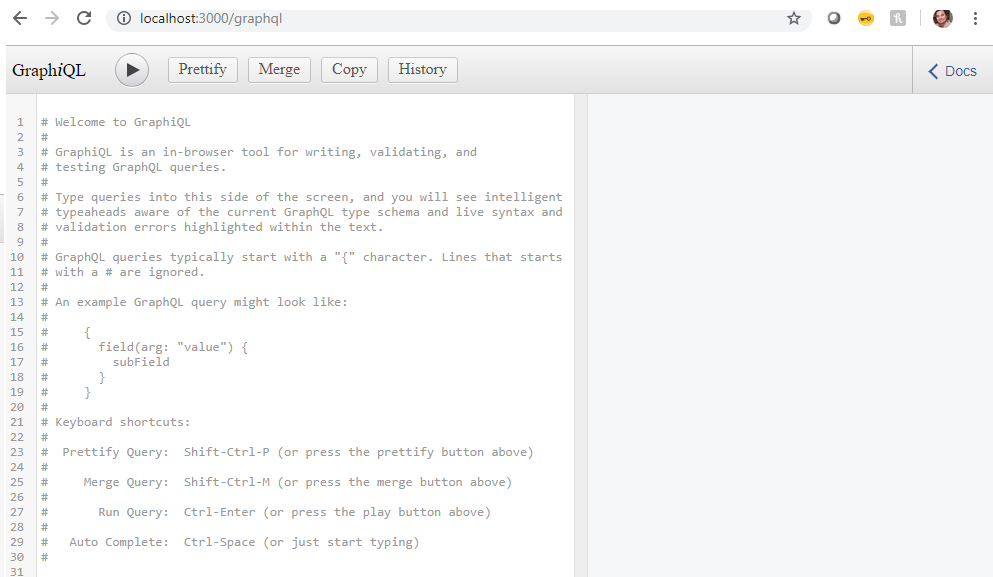 localhost:3000/graphql
GraphiQL Prettify Merge Copy History Docs
1 # Welcome to GraphiQL
2 #
3 # GraphiQL is an in-browser tool for writing, validating, and
4 # testing GraphQL queries.
5 #
6 # Type queries into this side of the screen, and you will see intelligent
7 # typeaheads aware of the current GraphQL type schema and live syntax and
8 # validation errors highlighted within the text.
9 #
10 # GraphQL queries typically start with a "{" character. Lines that starts
11 # with a # are ignored.
12 #
13 # An example GraphQL query might look like:
14 #
15 #     {
16 #       field(arg: "value") {
17 #         subField
18 #       }
19 #     }
20 #
21 # Keyboard shortcuts:
22 #
23 #  Prettify Query:  Shift-Ctrl-P (or press the prettify button above)
24 #
25 #     Merge Query:  Shift-Ctrl-M (or press the merge button above)
26 #
27 #       Run Query:  Ctrl-Enter (or press the play button above)
28 #
29 #   Auto Complete:  Ctrl-Space (or just start typing)
30 #
31